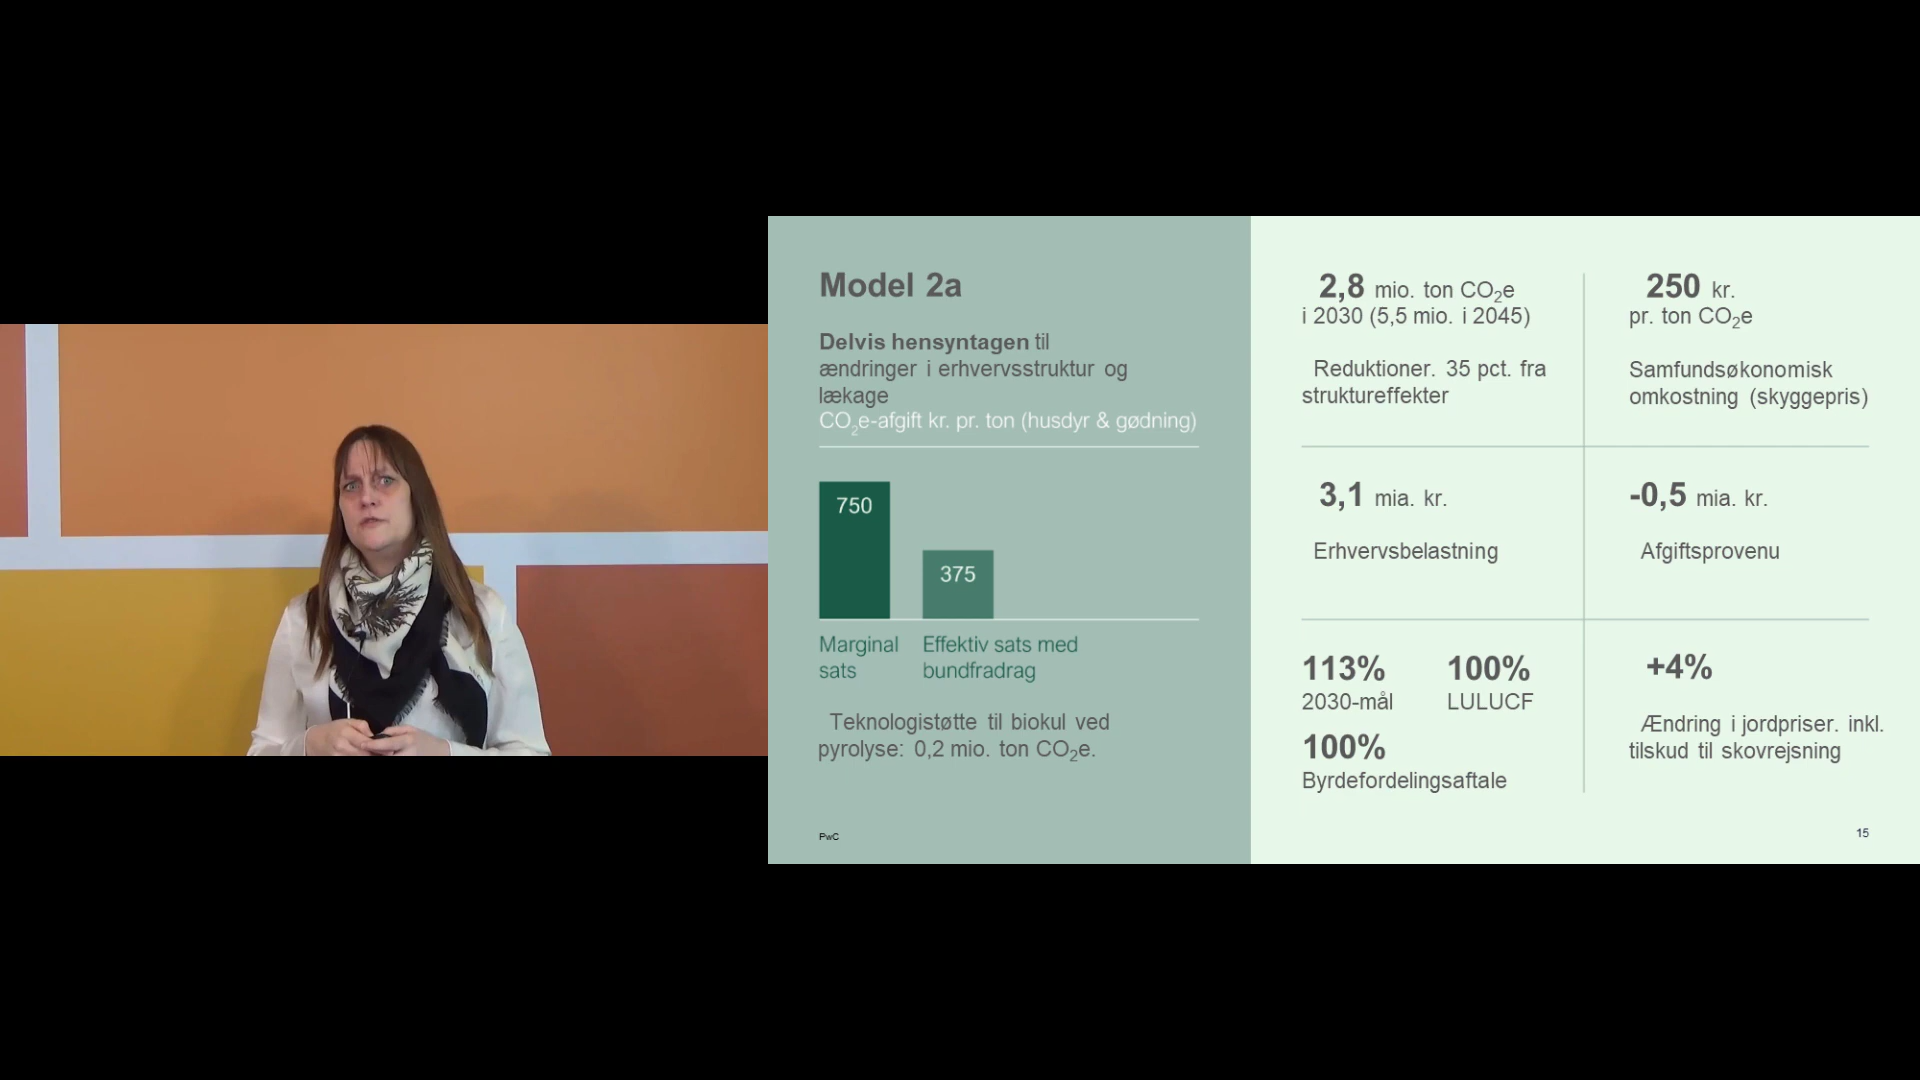 Model 2a
Delvis hensyntagen til
ændringer i erhvervsstruktur og
lækage
CO₂e-afgift kr. pr. ton (husdyr & gødning)
750
375
Marginal
sats
Effektiv sats med
bundfradrag
Teknologistøtte til biokul ved
pyrolyse: 0,2 mio. ton CO₂e.
PwC
2,8 mio. ton CO₂e
i 2030 (5,5 mio. i 2045)
Reduktioner. 35 pct. fra
struktureffekter
250 kr.
pr. ton CO₂e
Samfundsøkonomisk
omkostning (skyggepris)
3,1 mia. kr.
Erhvervsbelastning
-0,5 mia. kr.
Afgiftsprovenu
113%
2030-mål
100%
LULUCF
100%
Byrdefordelingsaftale
+4%
Ændring i jordpriser. inkl.
tilskud til skovrejsning
15